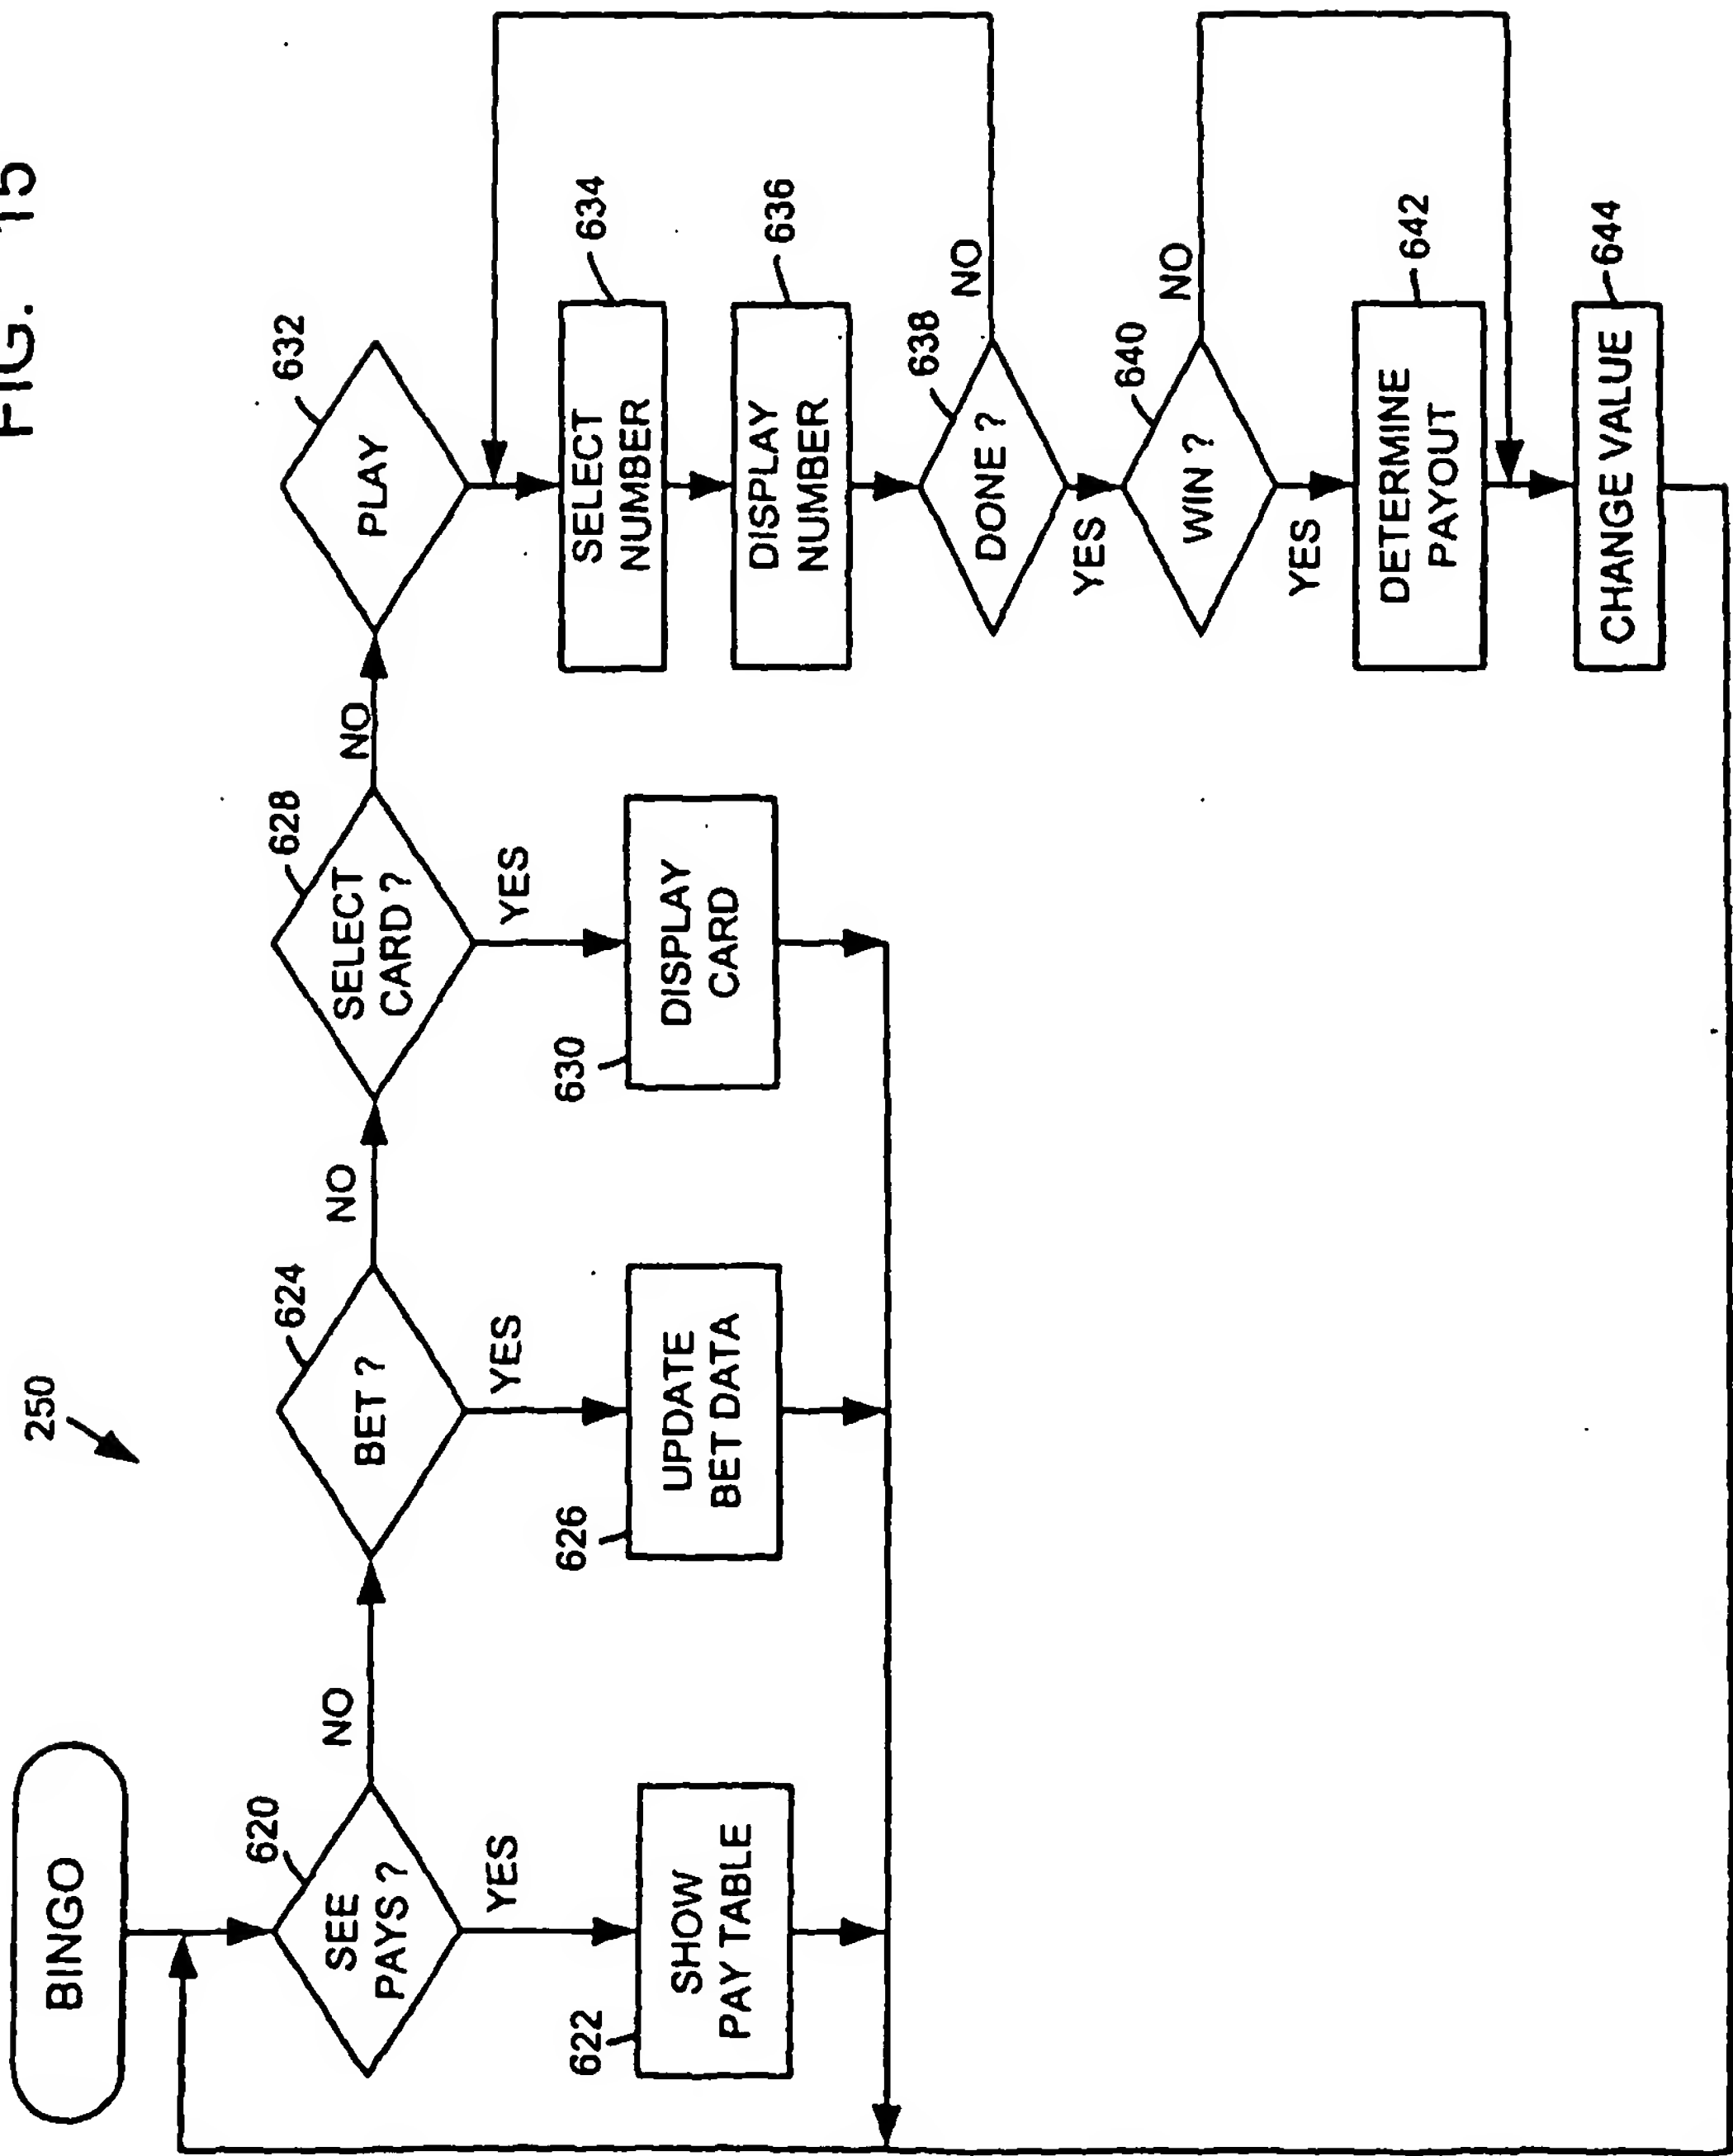 FIG. 15
250
BINGO
620
SEE
PAYS ?
NO
YES
622
SHOW
PAY TABLE
624
BET ?
NO
YES
626
UPDATE
BET DATA
628
SELECT
CARD ?
NO
YES
630
DISPLAY
CARD
632
PLAY
634
SELECT
NUMBER
636
DISPLAY
NUMBER
638
DONE ?
NO
YES
640
WIN ?
NO
YES
642
DETERMINE
PAYOUT
644
CHANGE VALUE